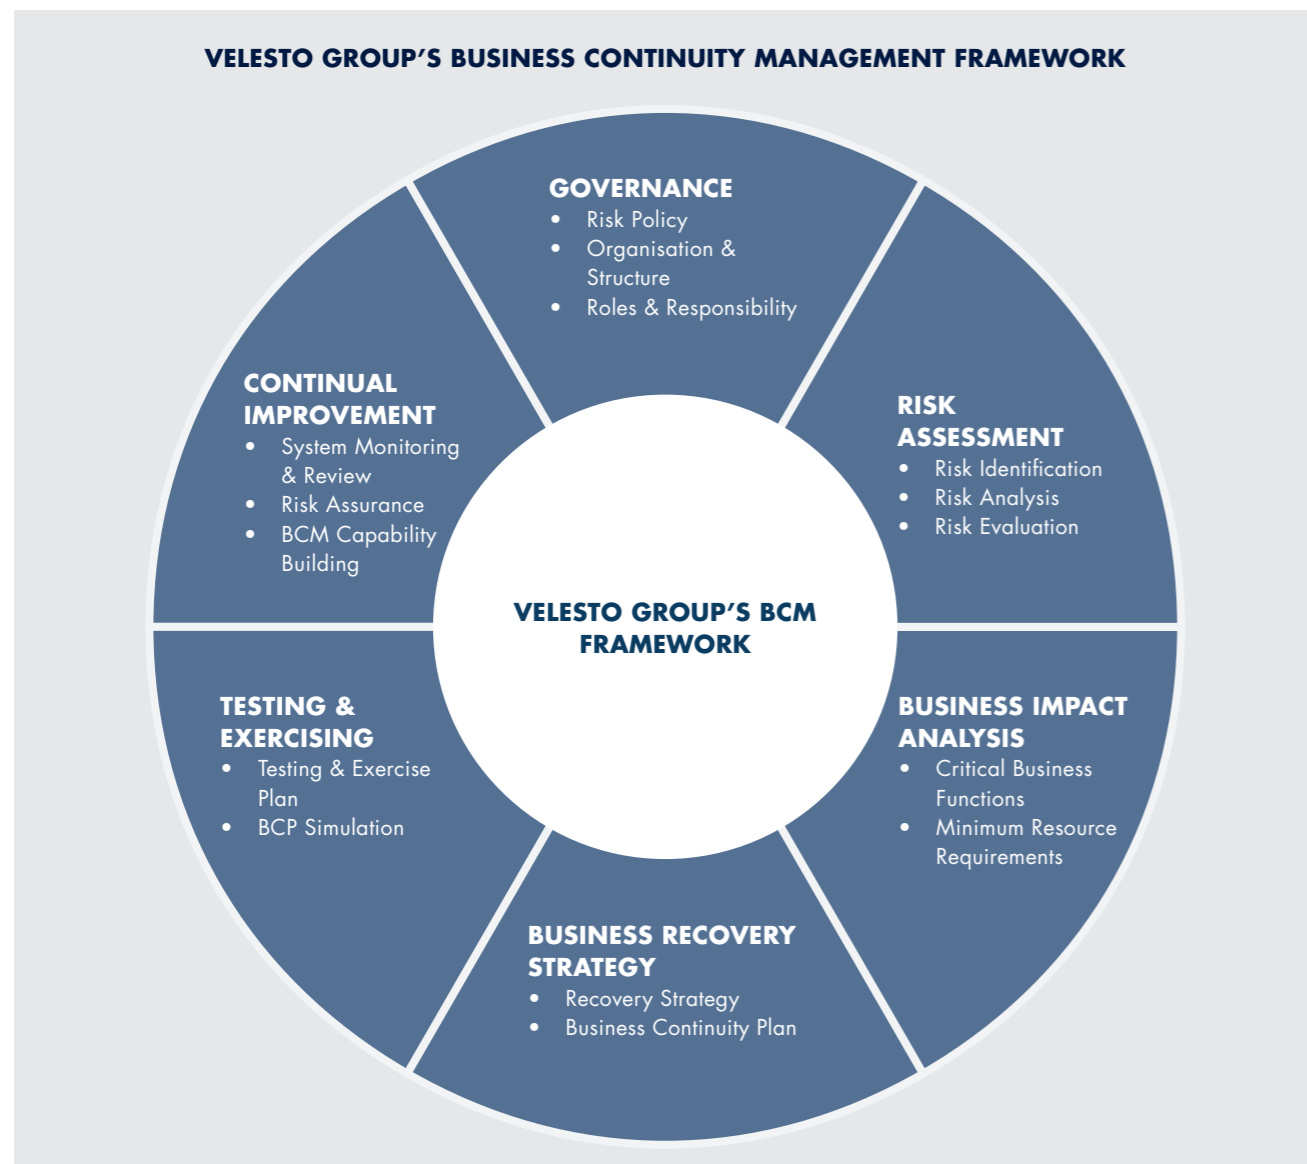 VELESTO GROUP’S BUSINESS CONTINUITY MANAGEMENT FRAMEWORK
GOVERNANCE
• Risk Policy
• Organisation &
Structure
• Roles & Responsibility
RISK
ASSESSMENT
• Risk Identification
• Risk Analysis
• Risk Evaluation
BUSINESS IMPACT
ANALYSIS
• Critical Business
Functions
• Minimum Resource
Requirements
BUSINESS RECOVERY
STRATEGY
• Recovery Strategy
• Business Continuity Plan
TESTING &
EXERCISING
• Testing & Exercise
Plan
• BCP Simulation
CONTINUAL
IMPROVEMENT
• System Monitoring
& Review
• Risk Assurance
• BCM Capability
Building
VELESTO GROUP’S BCM
FRAMEWORK